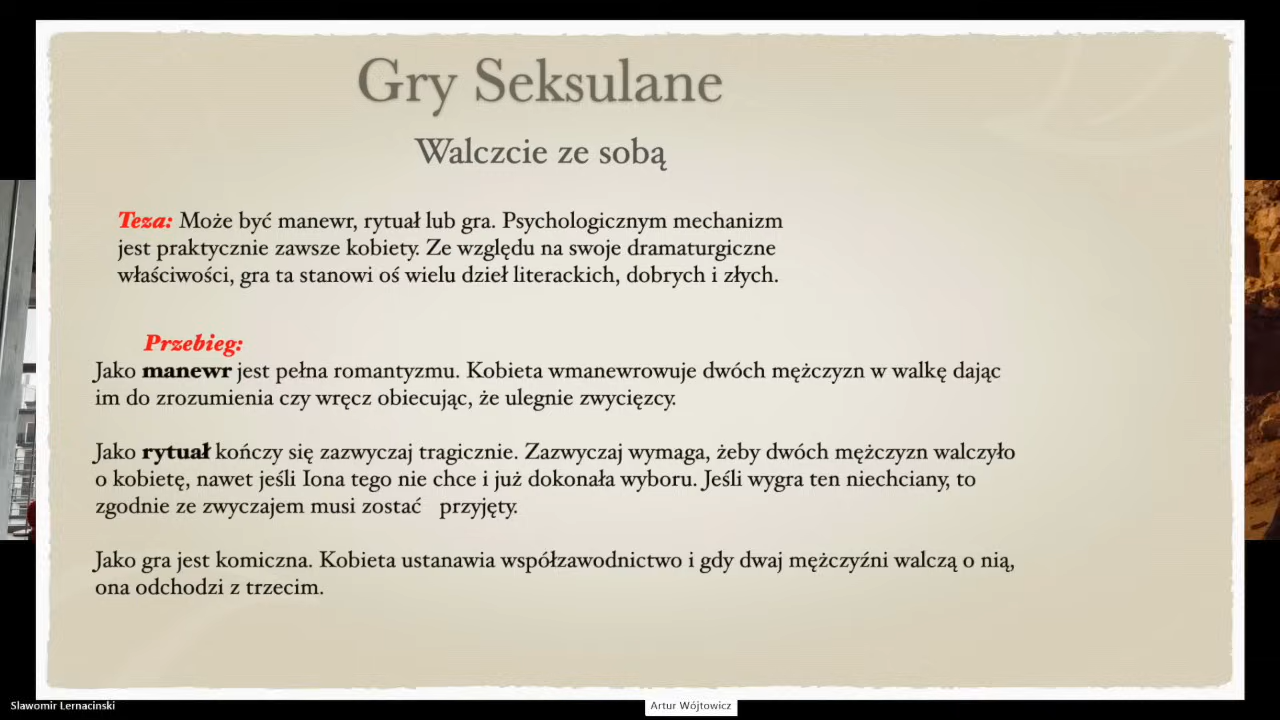 Gry Seksulane
Walczcie ze sobą
Teza: Może być manewr, rytuał lub gra. Psychologicznym mechanizm
jest praktycznie zawsze kobiety. Ze względu na swoje dramaturgiczne
właściwości, gra ta stanowi oś wielu dzieł literackich, dobrych i złych.
Przebieg:
Jako manewr jest pełna romantyzmu. Kobieta wmanewrowuje dwóch mężczyzn w walkę dając
im do zrozumienia czy wręcz obiecując, że ulegnie zwycięzcy.
Jako rytuał kończy się zazwyczaj tragicznie. Zazwyczaj wymaga, żeby dwóch mężczyzn walczyło
o kobietę, nawet jeśli Iona tego nie chce i już dokonała wyboru. Jeśli wygra ten niechciany, to
zgodnie ze zwyczajem musi zostać przyjęty.
Jako gra jest komiczna. Kobieta ustanawia współzawodnictwo i gdy dwaj mężczyźni walczą o nią,
ona odchodzi z trzecim.
Slawomir Lernacinski
Artur Wójtowicz